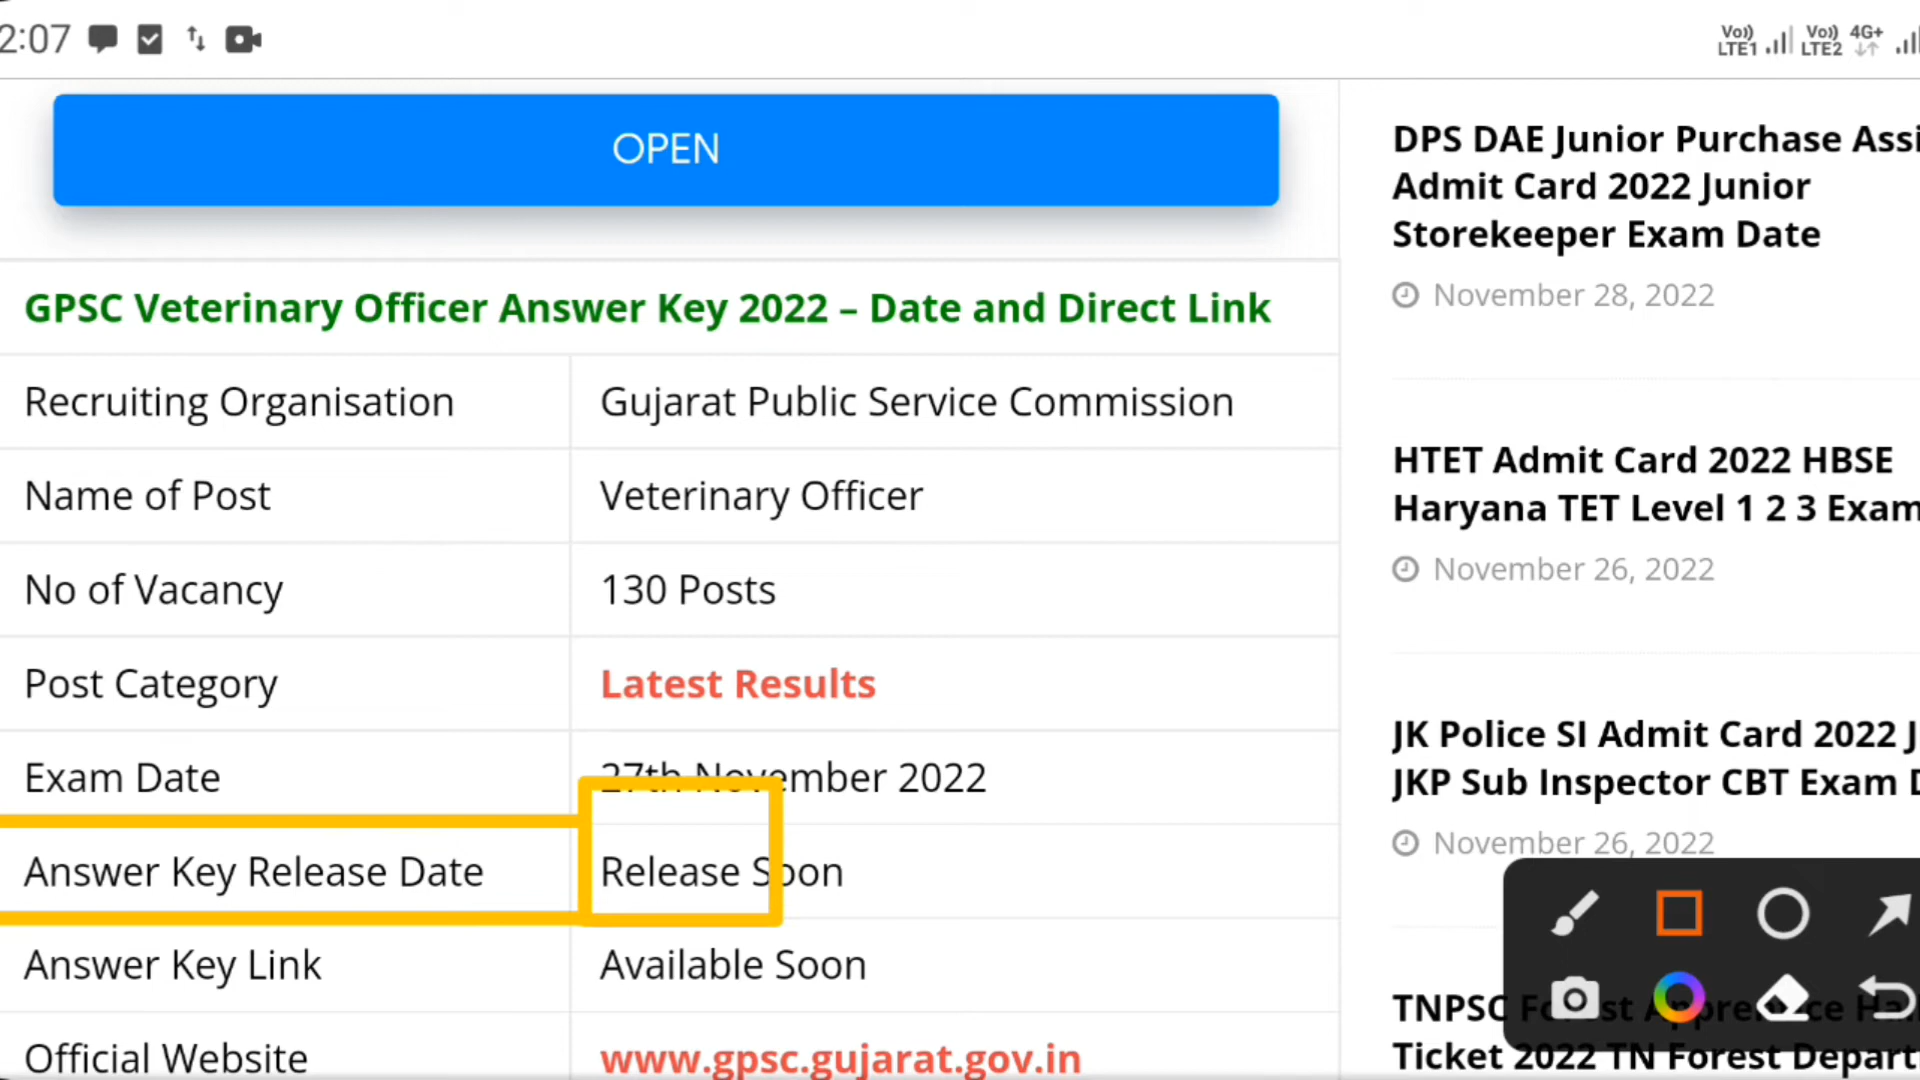 2:07
Vo)) LTE1 Vo)) LTE2 4G+
OPEN
GPSC Veterinary Officer Answer Key 2022 – Date and Direct Link
Recruiting Organisation Gujarat Public Service Commission
Name of Post Veterinary Officer
No of Vacancy 130 Posts
Post Category Latest Results
Exam Date 27th November 2022
Answer Key Release Date Release Soon
Answer Key Link Available Soon
Official Website www.gpsc.gujarat.gov.in
DPS DAE Junior Purchase Assi
Admit Card 2022 Junior
Storekeeper Exam Date
November 28, 2022
HTET Admit Card 2022 HBSE
Haryana TET Level 1 2 3 Exam
November 26, 2022
JK Police SI Admit Card 2022 J
JKP Sub Inspector CBT Exam D
November 26, 2022
TNPSC Forest Apprentice Ha
Ticket 2022 TN Forest Depart